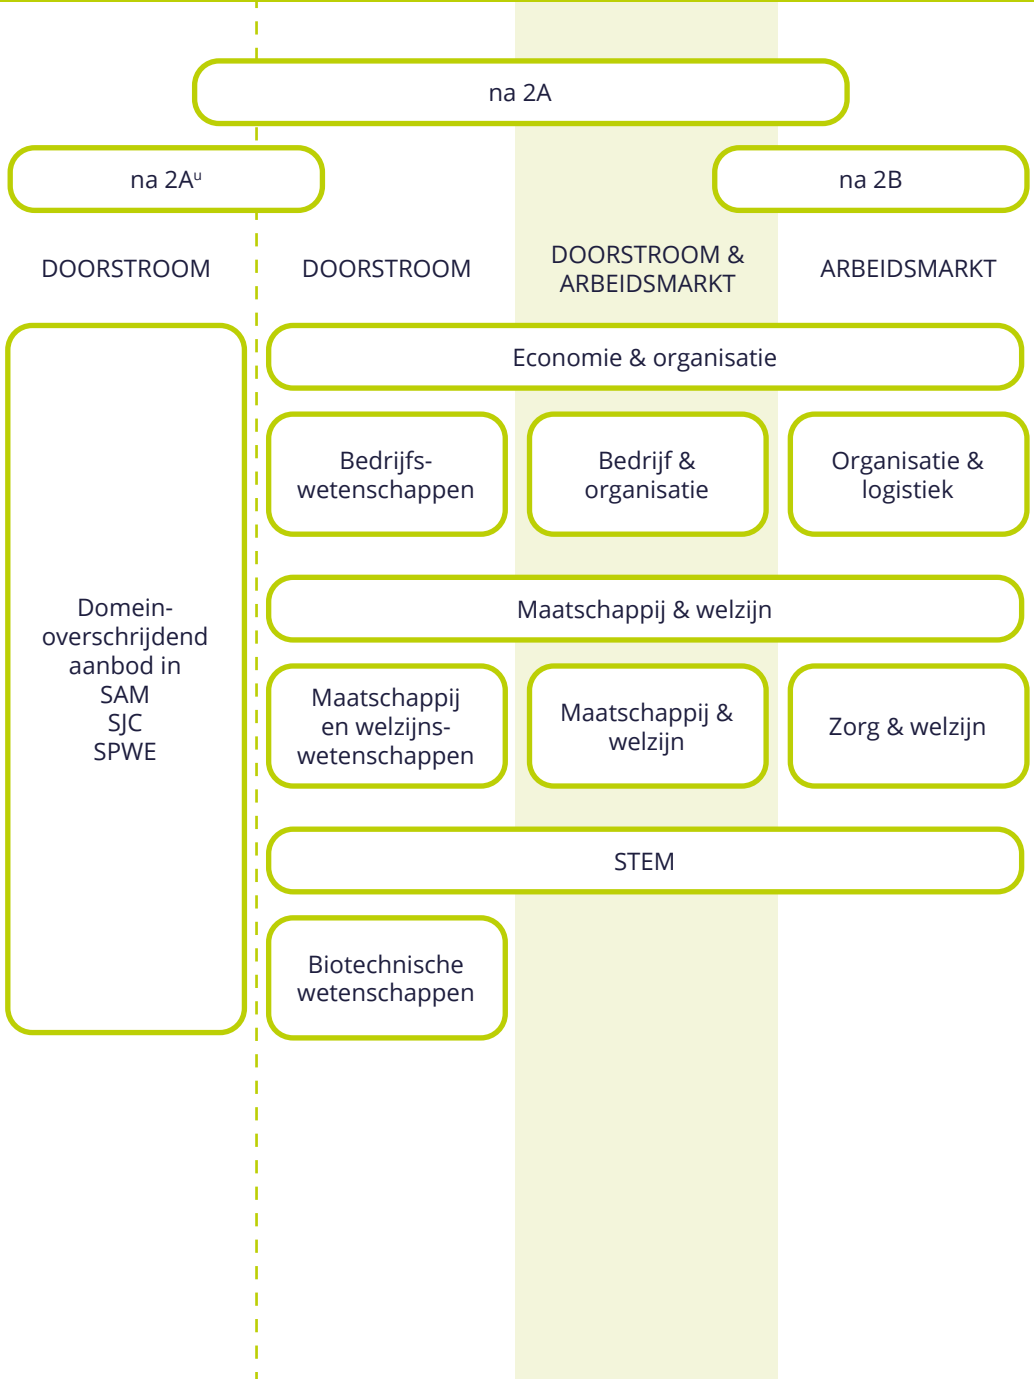 na 2A
na 2Aᵘ
na 2B
DOORSTROOM
DOORSTROOM
DOORSTROOM &
ARBEIDSMARKT
ARBEIDSMARKT
Domein-
overschrijdend
aanbod in
SAM
SJC
SPWE
Economie & organisatie
Bedrijfs-
wetenschappen
Bedrijf &
organisatie
Organisatie &
logistiek
Maatschappij & welzijn
Maatschappij
en welzijns-
wetenschappen
Maatschappij &
welzijn
Zorg & welzijn
STEM
Biotechnische
wetenschappen